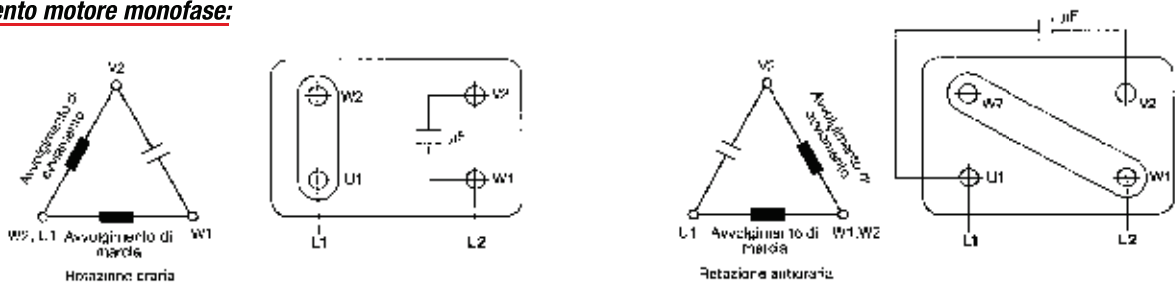 ento motore monofase:
V2
Avvolgimento di
avviamento
W2, U1 Avvolgimento di W1
marcia
Rotazione oraria
W2
V2
µF
U1
W1
L1
L2
V2
Avvolgimento di
avviamento
U1 Avvolgimento di W1,W2
marcia
Rotazione antioraria
µF
W2
V2
U1
W1
L1
L2